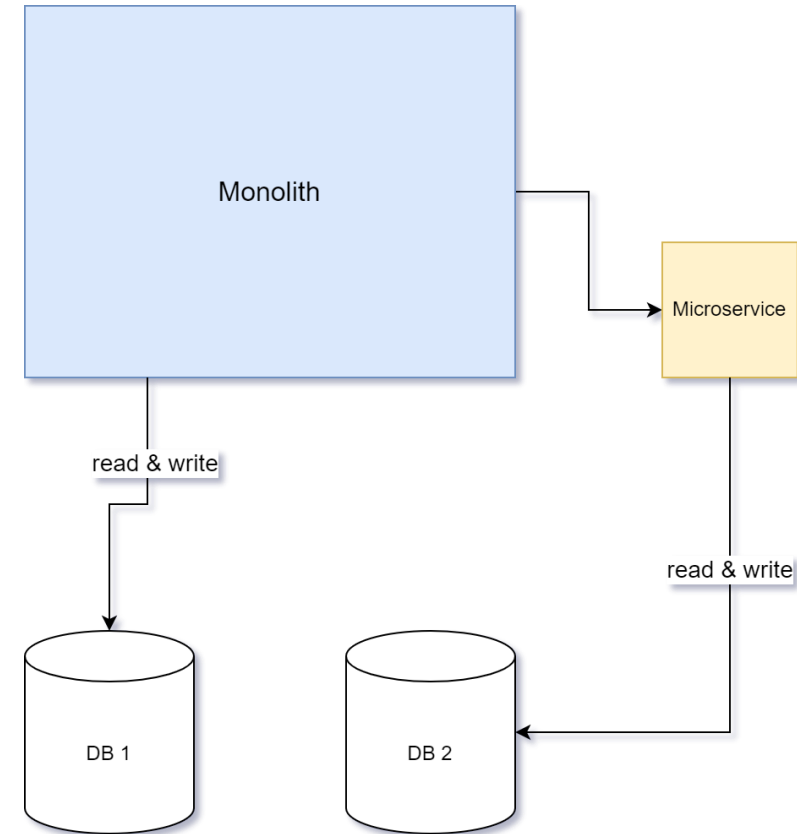 Monolith
Microservice
read & write
read & write
DB 1
DB 2